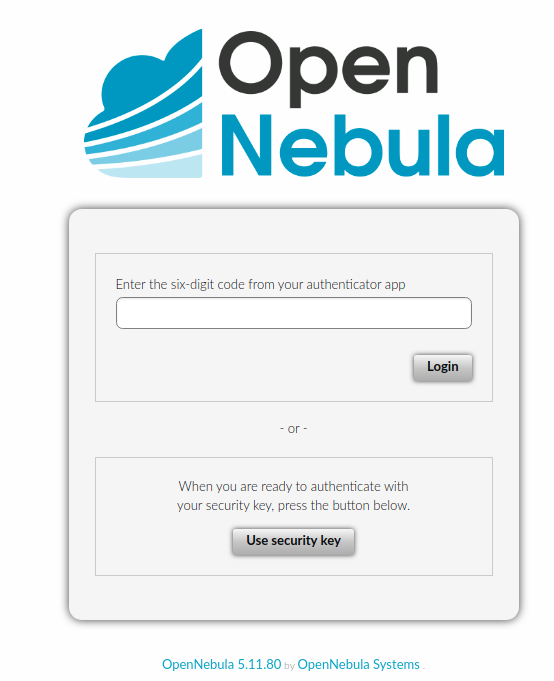 Open
Nebula
Enter the six-digit code from your authenticator app
Login
- or -
When you are ready to authenticate with
your security key, press the button below.
Use security key
OpenNebula 5.11.80 by OpenNebula Systems .